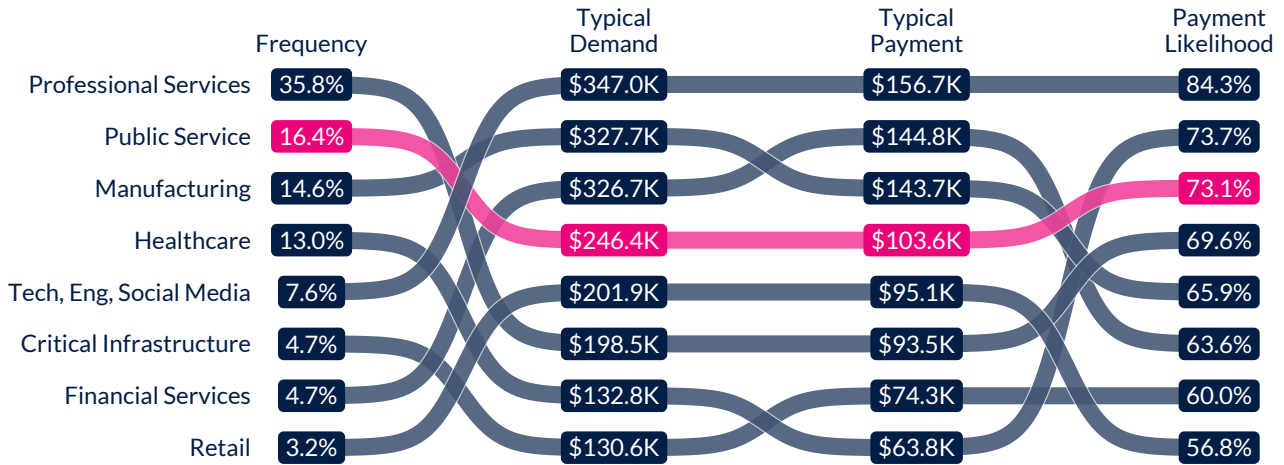 Frequency
Typical
Demand
Typical
Payment
Payment
Likelihood
Professional Services 35.8% $347.0K $156.7K 84.3%
Public Service 16.4% $327.7K $144.8K 73.7%
Manufacturing 14.6% $326.7K $143.7K 73.1%
Healthcare 13.0% $246.4K $103.6K 69.6%
Tech, Eng, Social Media 7.6% $201.9K $95.1K 65.9%
Critical Infrastructure 4.7% $198.5K $93.5K 63.6%
Financial Services 4.7% $132.8K $74.3K 60.0%
Retail 3.2% $130.6K $63.8K 56.8%